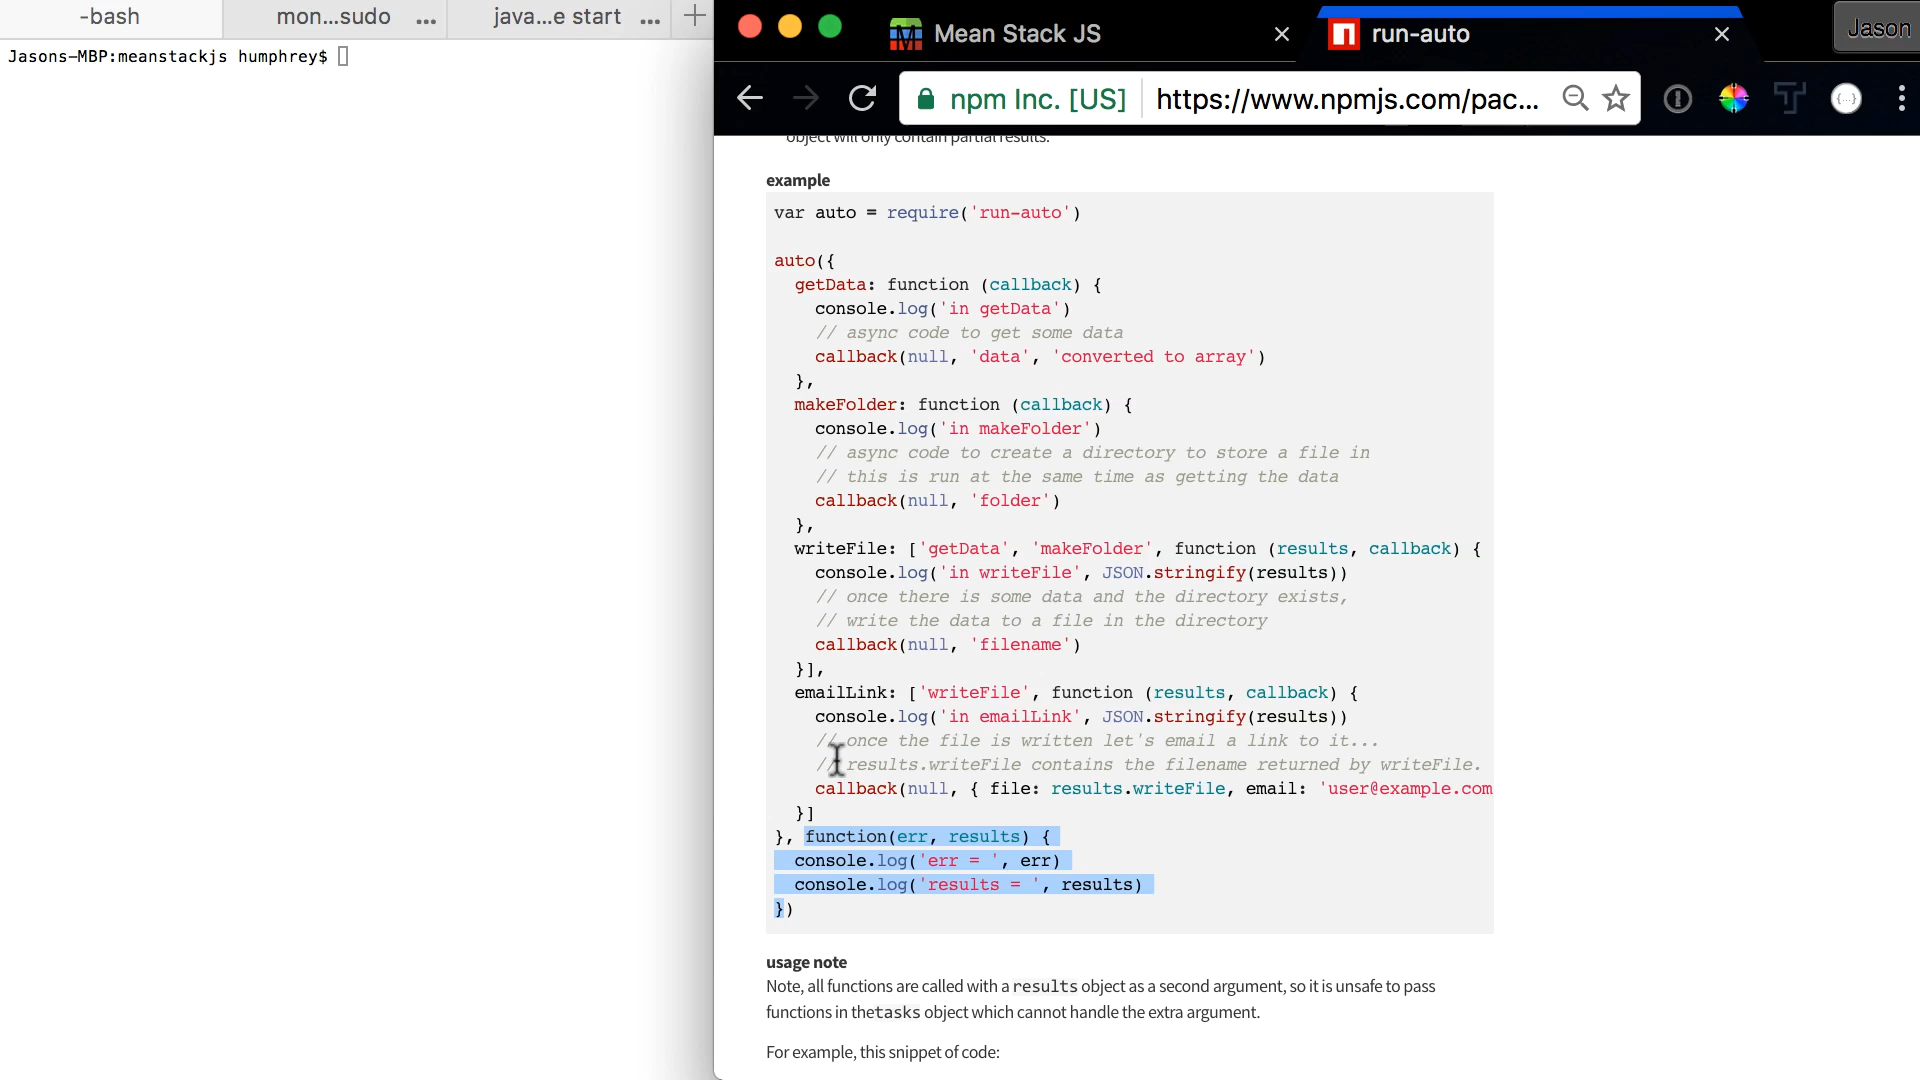 -bash
mon...sudo ...
java...e start ...
Jasons-MBP:meanstackjs humphrey$
Mean Stack JS
run-auto
Jason
npm Inc. [US]
https://www.npmjs.com/pac...
object will only contain partial results.
example
var auto = require('run-auto')
auto({
getData: function (callback) {
console.log('in getData')
// async code to get some data
callback(null, 'data', 'converted to array')
},
makeFolder: function (callback) {
console.log('in makeFolder')
// async code to create a directory to store a file in
// this is run at the same time as getting the data
callback(null, 'folder')
},
writeFile: ['getData', 'makeFolder', function (results, callback) {
console.log('in writeFile', JSON.stringify(results))
// once there is some data and the directory exists,
// write the data to a file in the directory
callback(null, 'filename')
}],
emailLink: ['writeFile', function (results, callback) {
console.log('in emailLink', JSON.stringify(results))
// once the file is written let's email a link to it...
// results.writeFile contains the filename returned by writeFile.
callback(null, { file: results.writeFile, email: 'user@example.com
}]
}, function(err, results) {
console.log('err = ', err)
console.log('results = ', results)
})
usage note
Note, all functions are called with a results object as a second argument, so it is unsafe to pass
functions in thetasks object which cannot handle the extra argument.
For example, this snippet of code: